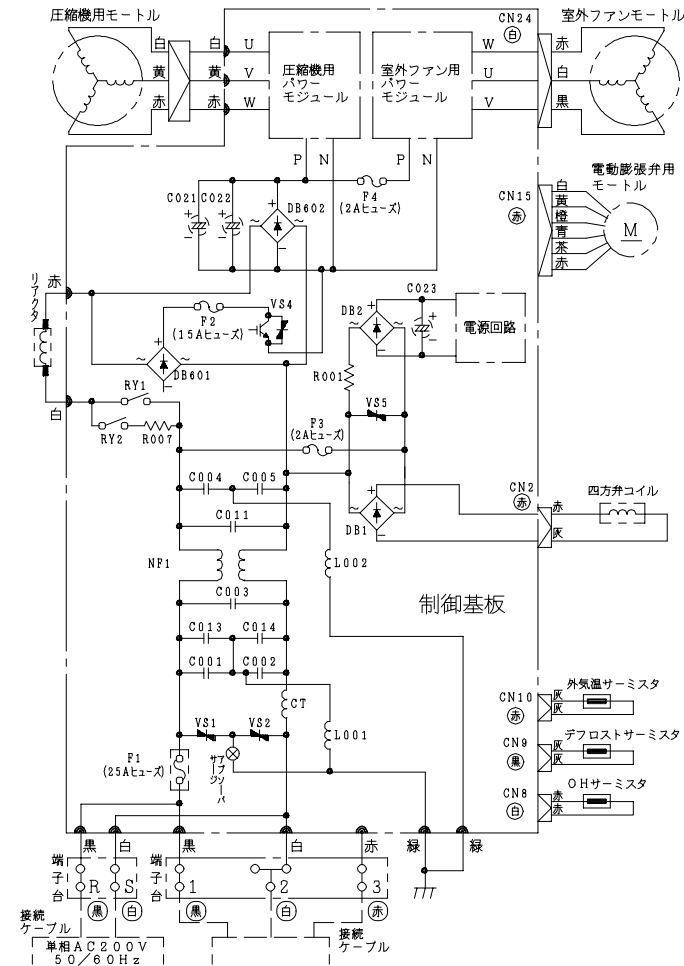 圧縮機用モートル
CN24
白
室外ファンモートル
白
白
U
圧縮機用
パワー
モジュール
室外ファン用
パワー
モジュール
W
赤
黄
黄
V
U
白
赤
赤
W
V
黒
P
N
P
N
F4
(2Aヒューズ)
C021
C022
DB602
電動膨張弁用
モートル
CN15
赤
白
黄
橙
青
茶
赤
M
リアクタ
赤
白
F2
(15Aヒューズ)
VS4
DB601
DB2
C023
電源回路
R001
VS5
RY1
RY2
R007
F3
(2Aヒューズ)
C004
C005
C011
DB1
CN2
赤
赤
灰
四方弁コイル
NF1
L002
C003
制御基板
C013
C014
C001
C002
CT
VS1
VS2
L001
F1
(25Aヒューズ)
サージ
アブソーバ
CN10
赤
灰
灰
外気温サーミスタ
CN9
黒
灰
灰
デフロストサーミスタ
CN8
白
赤
赤
OHサーミスタ
黒
白
黒
白
赤
緑
緑
端子台
R
S
端子台
1
2
3
黒
白
黒
白
赤
接続
ケーブル
接続
ケーブル
単相AC200V
50/60Hz